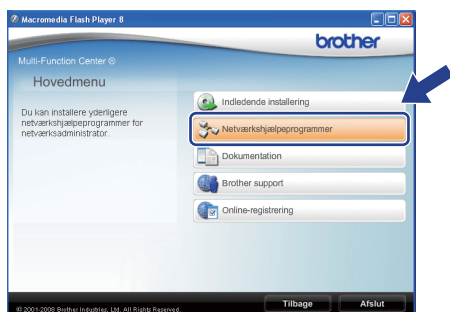 Macromedia Flash Player 8
brother
Multi-Function Center ®
Hovedmenu
Du kan installere yderligere
netværkshjælpeprogrammer for
netværksadministrator.
Indledende installering
Netværkshjælpeprogrammer
Dokumentation
Brother support
Online-registrering
© 2001-2008 Brother Industries, Ltd. All Rights Reserved.
Tilbage
Afslut